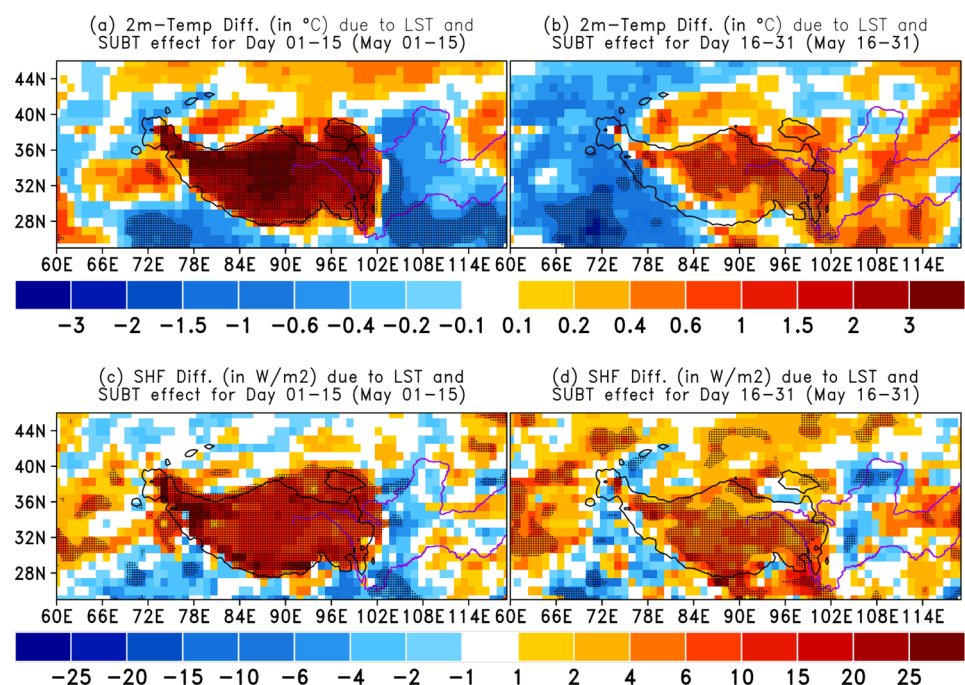 (a) 2m-Temp Diff. (in °C) due to LST and
SUBT effect for Day 01-15 (May 01-15)
(b) 2m-Temp Diff. (in °C) due to LST and
SUBT effect for Day 16-31 (May 16-31)
44N
40N
36N
32N
28N
60E 66E 72E 78E 84E 90E 96E 102E 108E 114E
60E 66E 72E 78E 84E 90E 96E 102E 108E 114E
-3 -2 -1.5 -1 -0.6 -0.4 -0.2 -0.1 0.1 0.2 0.4 0.6 1 1.5 2 3
(c) SHF Diff. (in W/m2) due to LST and
SUBT effect for Day 01-15 (May 01-15)
(d) SHF Diff. (in W/m2) due to LST and
SUBT effect for Day 16-31 (May 16-31)
44N
40N
36N
32N
28N
60E 66E 72E 78E 84E 90E 96E 102E 108E 114E
60E 66E 72E 78E 84E 90E 96E 102E 108E 114E
-25 -20 -15 -10 -6 -4 -2 -1 1 2 4 6 10 15 20 25